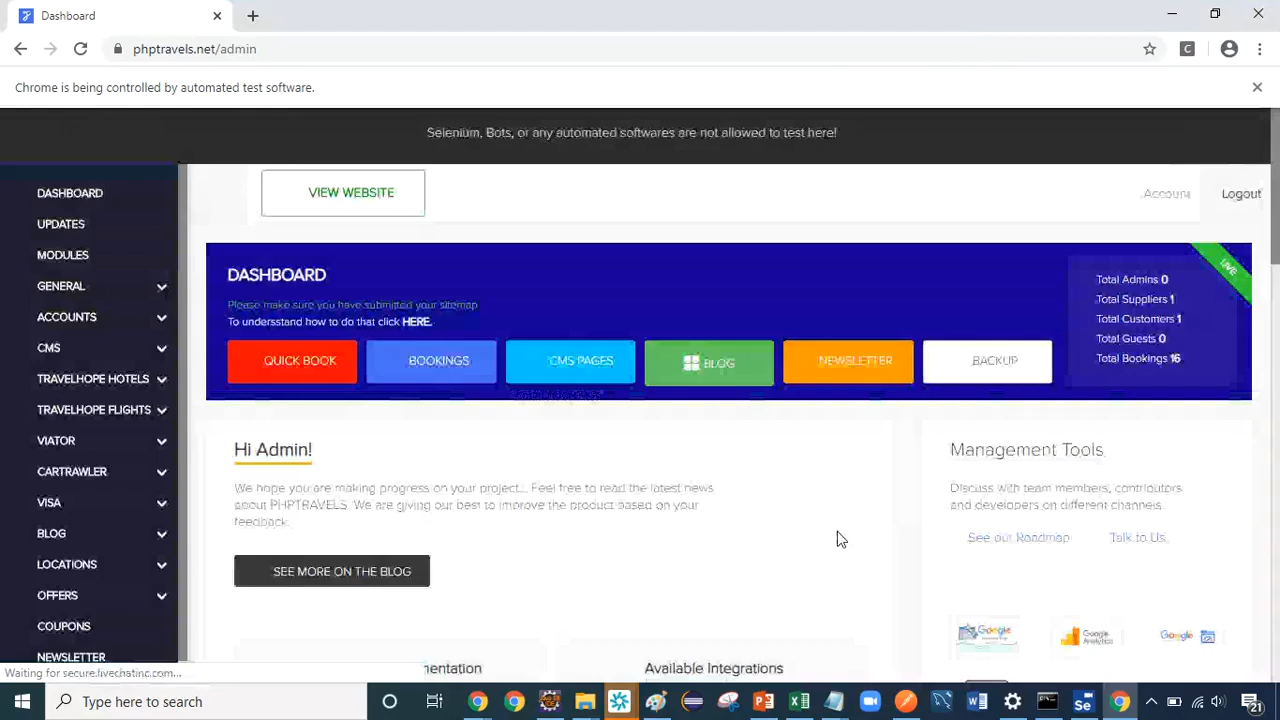 Dashboard
phptravels.net/admin
Chrome is being controlled by automated test software.
Selenium, Bots, or any automated softwares are not allowed to test here!
VIEW WEBSITE
Account
Logout
DASHBOARD
UPDATES
MODULES
GENERAL
ACCOUNTS
CMS
TRAVELHOPE HOTELS
TRAVELHOPE FLIGHTS
VIATOR
CARTRAWLER
VISA
BLOG
LOCATIONS
OFFERS
COUPONS
NEWSLETTER
DASHBOARD
Please make sure you have submitted your sitemap
To undersstand how to do that click HERE.
QUICK BOOK
BOOKINGS
CMS PAGES
BLOG
NEWSLETTER
BACKUP
LIVE
Total Admins 0
Total Suppliers 1
Total Customers 1
Total Guests 0
Total Bookings 16
Hi Admin!
We hope you are making progress on your project... Feel free to read the latest news
about PHPTRAVELS. We are giving our best to improve the product based on your
feedback.
SEE MORE ON THE BLOG
Management Tools
Discuss with team members, contributors
and developers on different channels.
See our Roadmap
Talk to Us
Google
Google
Analytics
Google
mentation
Available Integrations
Waiting for secure.livechatinc.com...
Type here to search
21